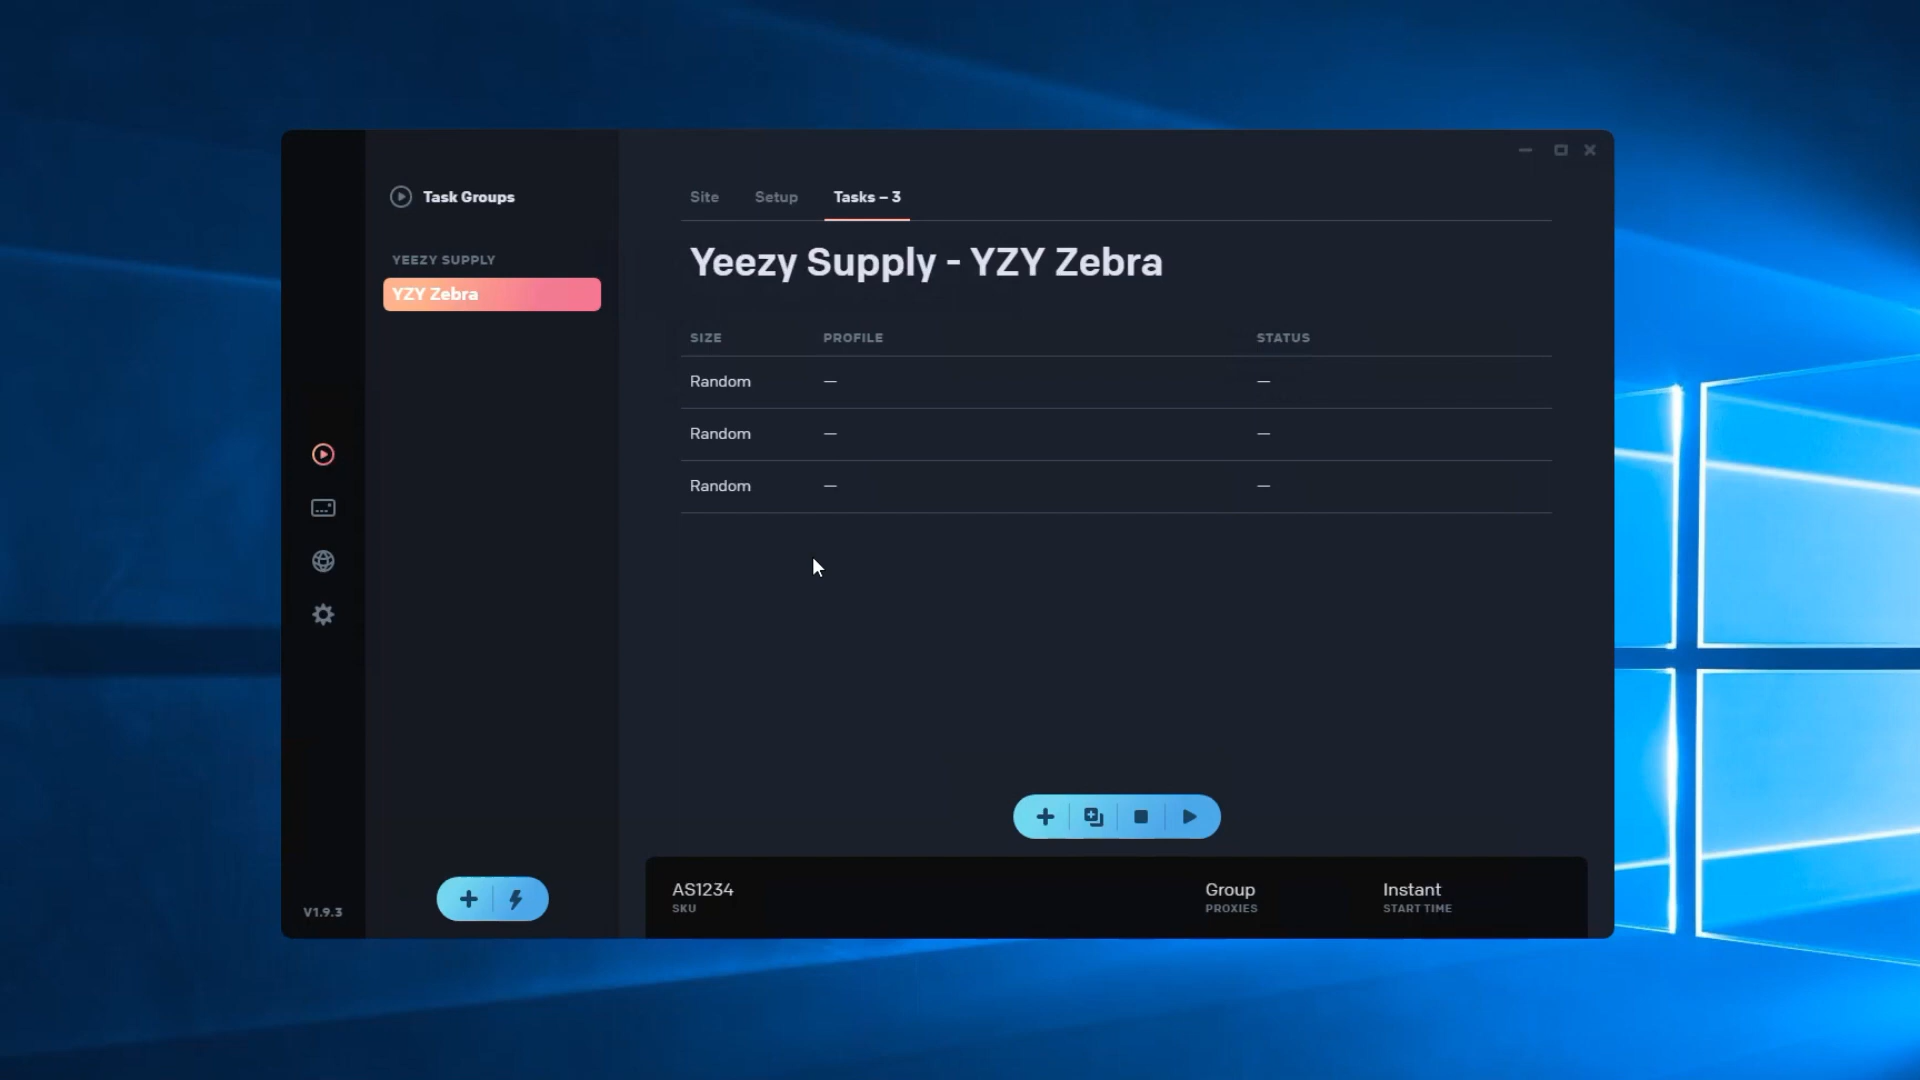 Task Groups
YEEZY SUPPLY
YZY Zebra
V1.9.3
Site Setup Tasks – 3
Yeezy Supply - YZY Zebra
SIZE PROFILE STATUS
Random — —
Random — —
Random — —
AS1234 Group Instant
SKU PROXIES START TIME